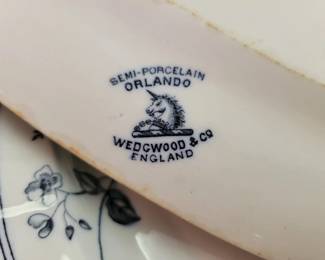 SEMI-PORCELAIN
ORLANDO
WEDGWOOD & CO
ENGLAND